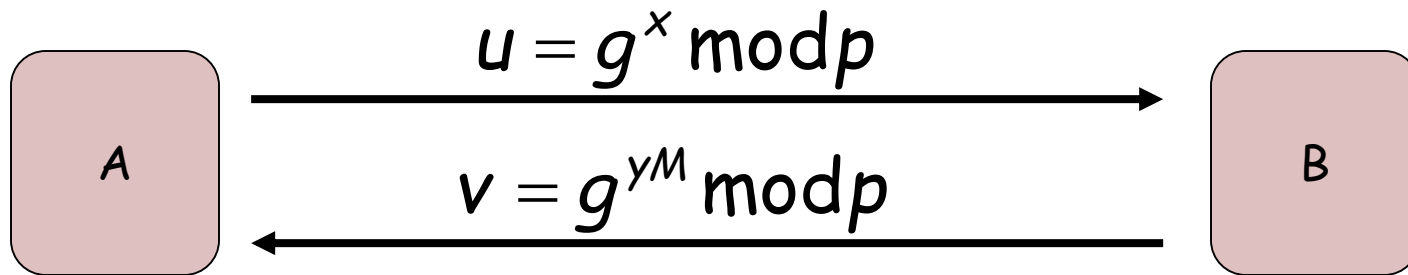 u = g^x mod p
A
B
v = g^{yM} mod p